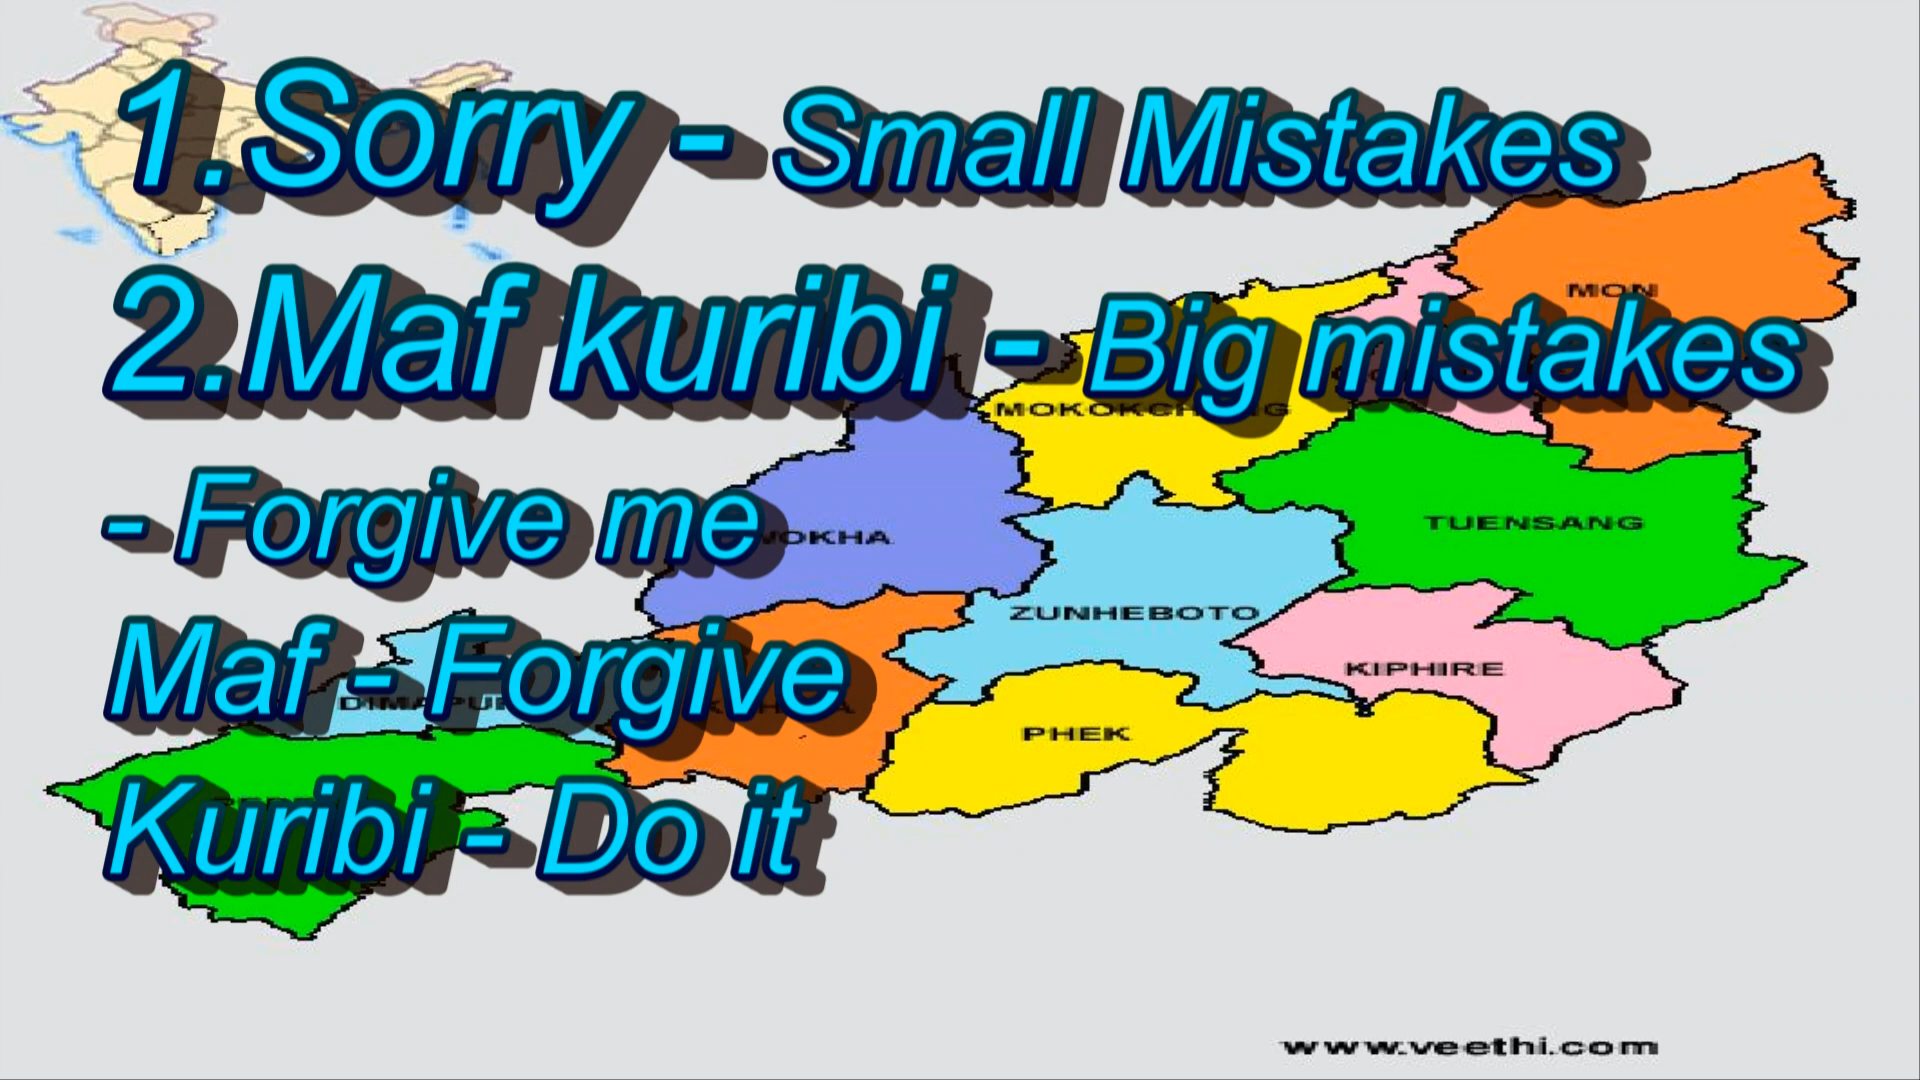 1.Sorry - Small Mistakes
2.Maf kuribi - Big mistakes
- Forgive me
Maf - Forgive
Kuribi - Do it
MON
TUENSANG
ZUNHEBOTO
KIPHIRE
PHEK
www.veethi.com